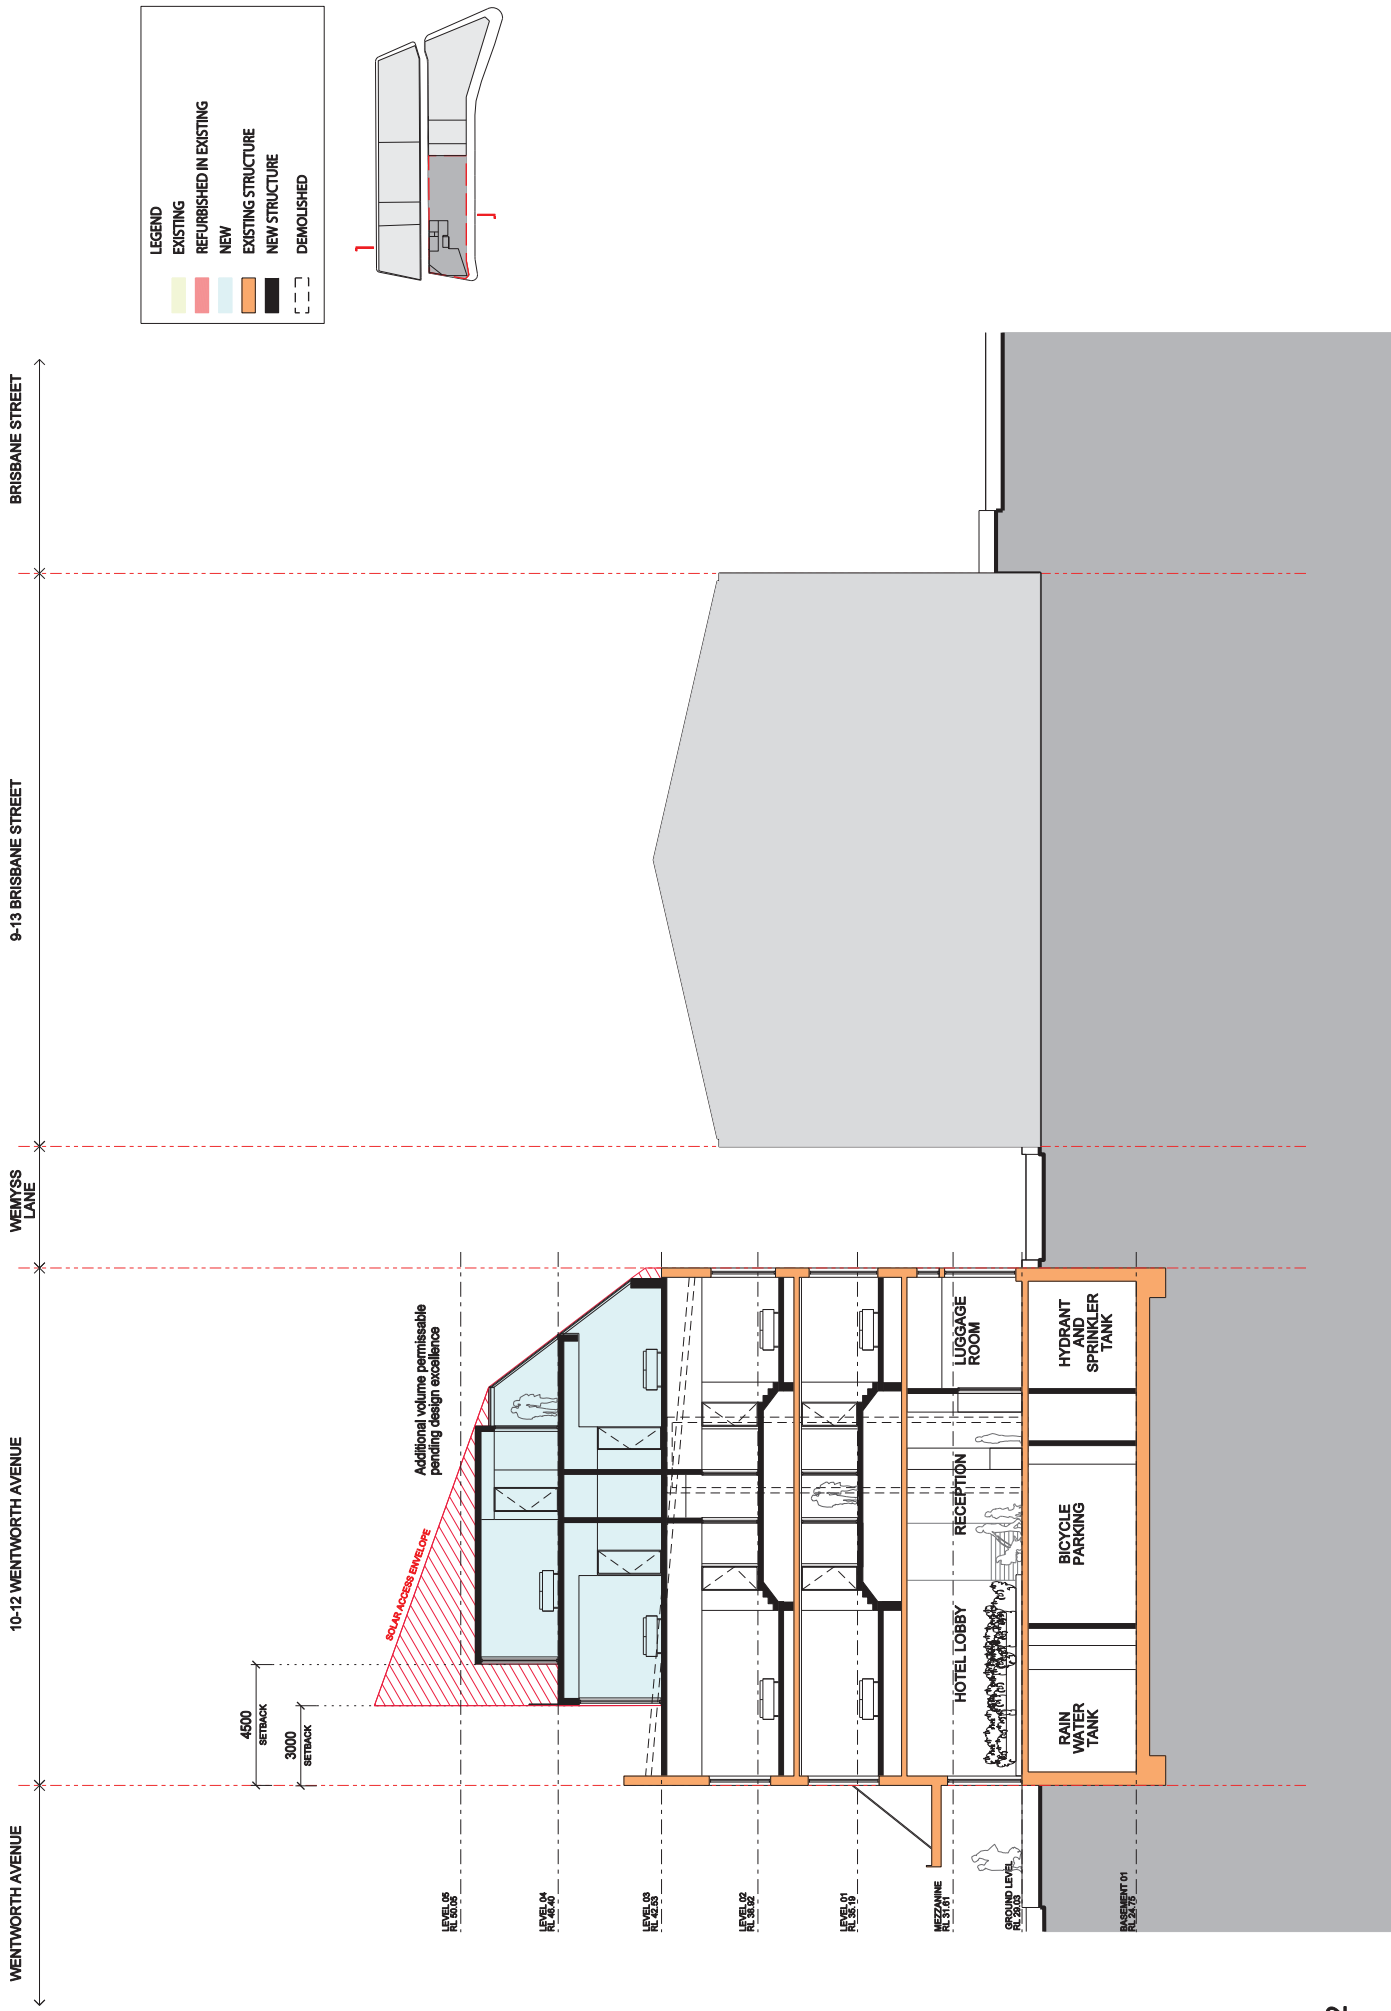 WENTWORTH AVENUE
10-12 WENTWORTH AVENUE
WEMYSS
LANE
9-13 BRISBANE STREET
BRISBANE STREET
LEGEND
EXISTING
REFURBISHED IN EXISTING
NEW
EXISTING STRUCTURE
NEW STRUCTURE
DEMOLISHED
4500
SETBACK
3000
SETBACK
SOLAR ACCESS ENVELOPE
Additional volume permissable
pending design excellence
LEVEL 05
RL 50.05
LEVEL 04
RL 46.40
LEVEL 03
RL 42.53
LEVEL 02
RL 38.92
LEVEL 01
RL 35.19
MEZZANINE
RL 31.61
GROUND LEVEL
RL 29.03
BASEMENT 01
RL 24.75
HOTEL LOBBY
RECEPTION
LUGGAGE
ROOM
RAIN
WATER
TANK
BICYCLE
PARKING
HYDRANT
AND
SPRINKLER
TANK